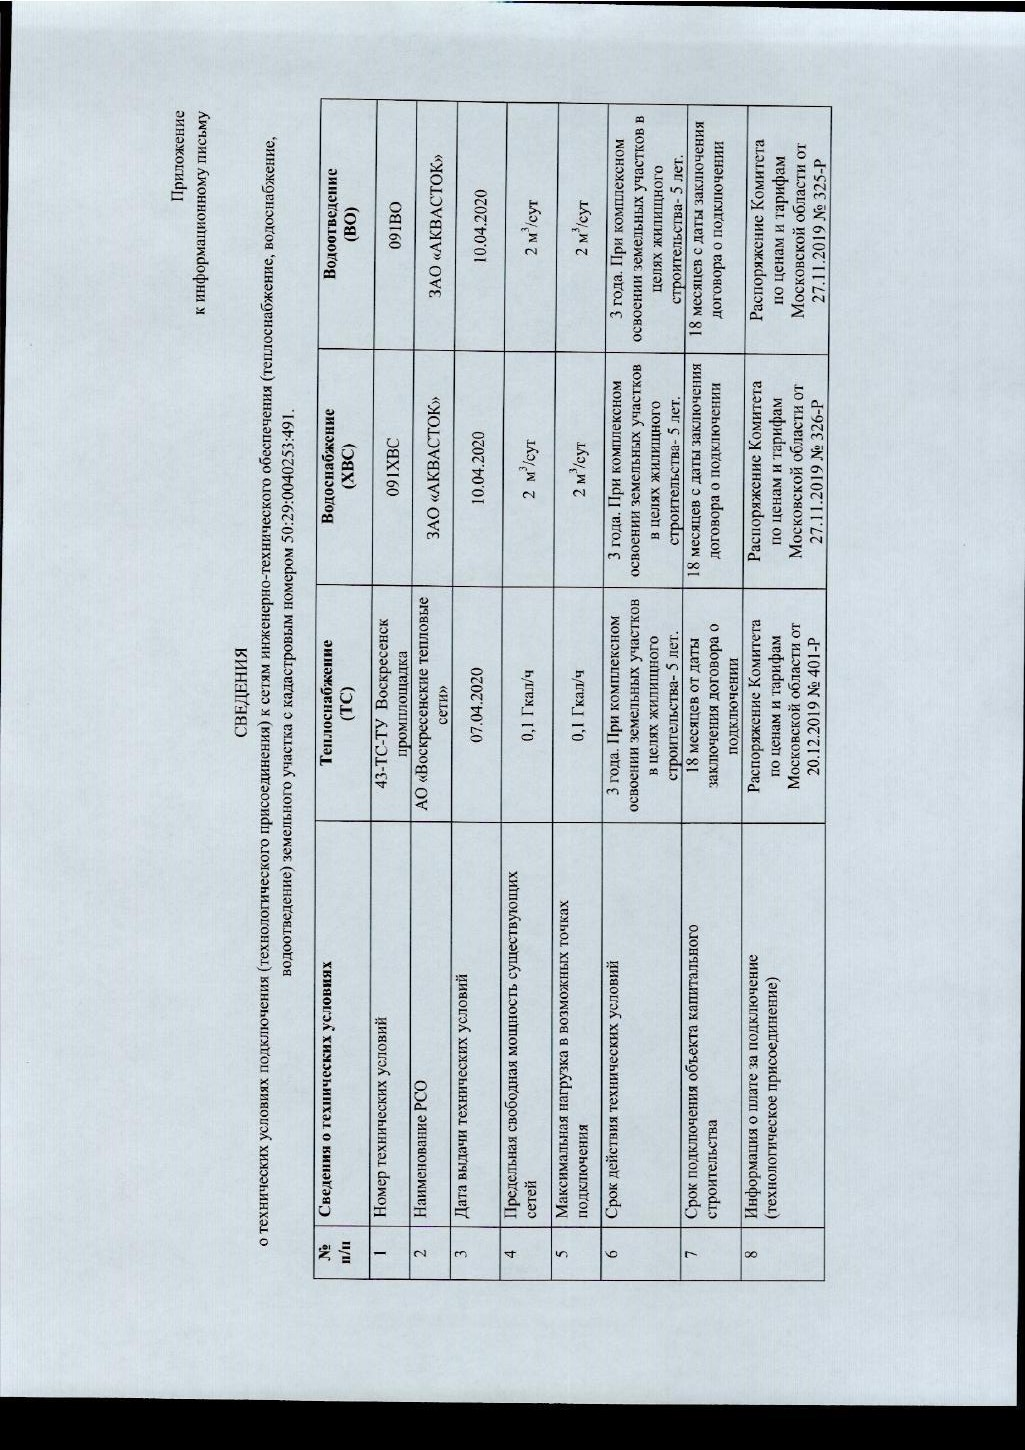 Приложение
к информационному письму
СВЕДЕНИЯ
о технических условиях подключения (технологического присоединения) к сетям инженерно-технического обеспечения (теплоснабжение, водоснабжение,
водоотведение) земельного участка с кадастровым номером 50:29:0040253:491.
№
п/п
Сведения о технических условиях
Теплоснабжение
(ТС)
Водоснабжение
(ХВС)
Водоотведение
(ВО)
1
Номер технических условий
43-ТС-ТУ Воскресенск
промплощадка
091ХВС
091ВО
2
Наименование РСО
АО «Воскресенские тепловые
сети»
ЗАО «АКВАСТОК»
ЗАО «АКВАСТОК»
3
Дата выдачи технических условий
07.04.2020
10.04.2020
10.04.2020
4
Предельная свободная мощность существующих
сетей
0,1 Гкал/ч
2 м³/сут
2 м³/сут
5
Максимальная нагрузка в возможных точках
подключения
0,1 Гкал/ч
2 м³/сут
2 м³/сут
6
Срок действия технических условий
3 года. При комплексном
освоении земельных участков
в целях жилищного
строительства- 5 лет.
3 года. При комплексном
освоении земельных участков
в целях жилищного
строительства- 5 лет.
3 года. При комплексном
освоении земельных участков в
целях жилищного
строительства- 5 лет.
7
Срок подключения объекта капитального
строительства
18 месяцев от даты
заключения договора о
подключении
18 месяцев с даты заключения
договора о подключении
18 месяцев с даты заключения
договора о подключении
8
Информация о плате за подключение
(технологическое присоединение)
Распоряжение Комитета
по ценам и тарифам
Московской области от
20.12.2019 № 401-Р
Распоряжение Комитета
по ценам и тарифам
Московской области от
27.11.2019 № 326-Р
Распоряжение Комитета
по ценам и тарифам
Московской области от
27.11.2019 № 325-Р